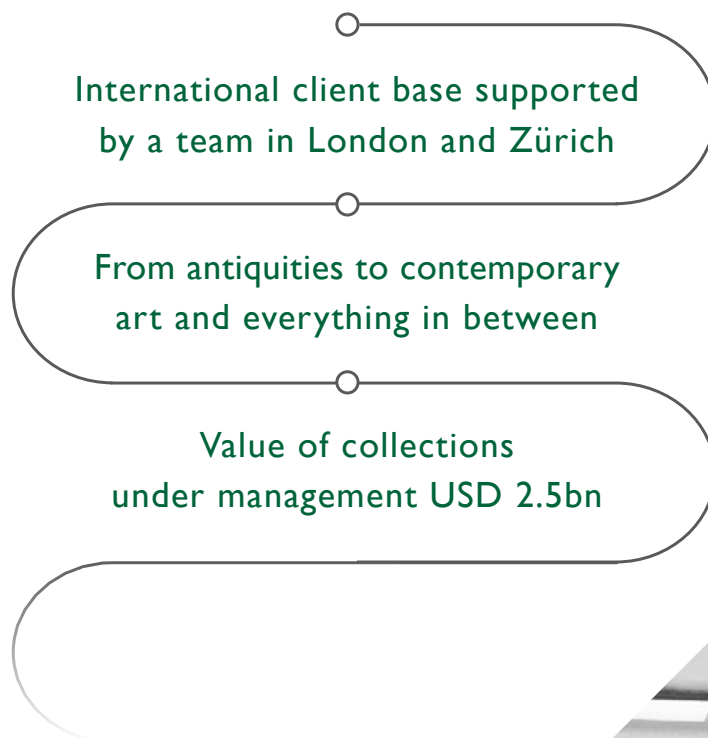 International client base supported
by a team in London and Zürich
From antiquities to contemporary
art and everything in between
Value of collections
under management USD 2.5bn